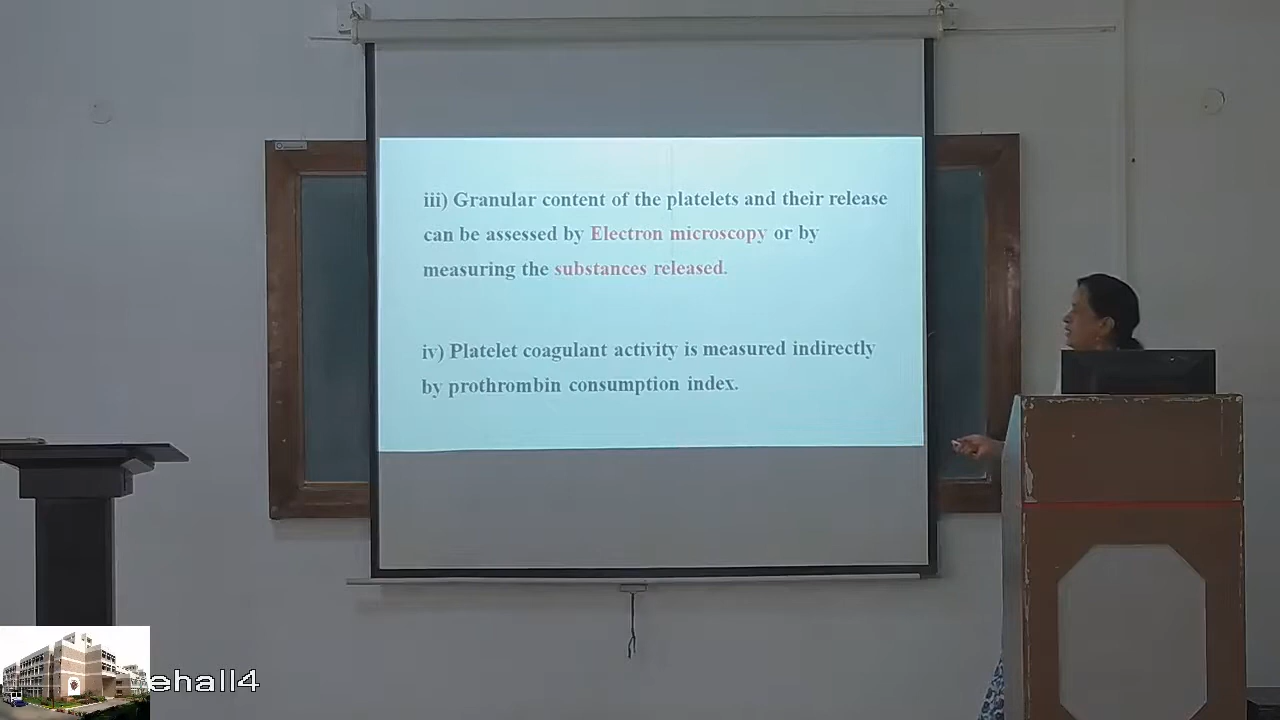 iii) Granular content of the platelets and their release
can be assessed by Electron microscopy or by
measuring the substances released.
iv) Platelet coagulant activity is measured indirectly
by prothrombin consumption index.
ehall4